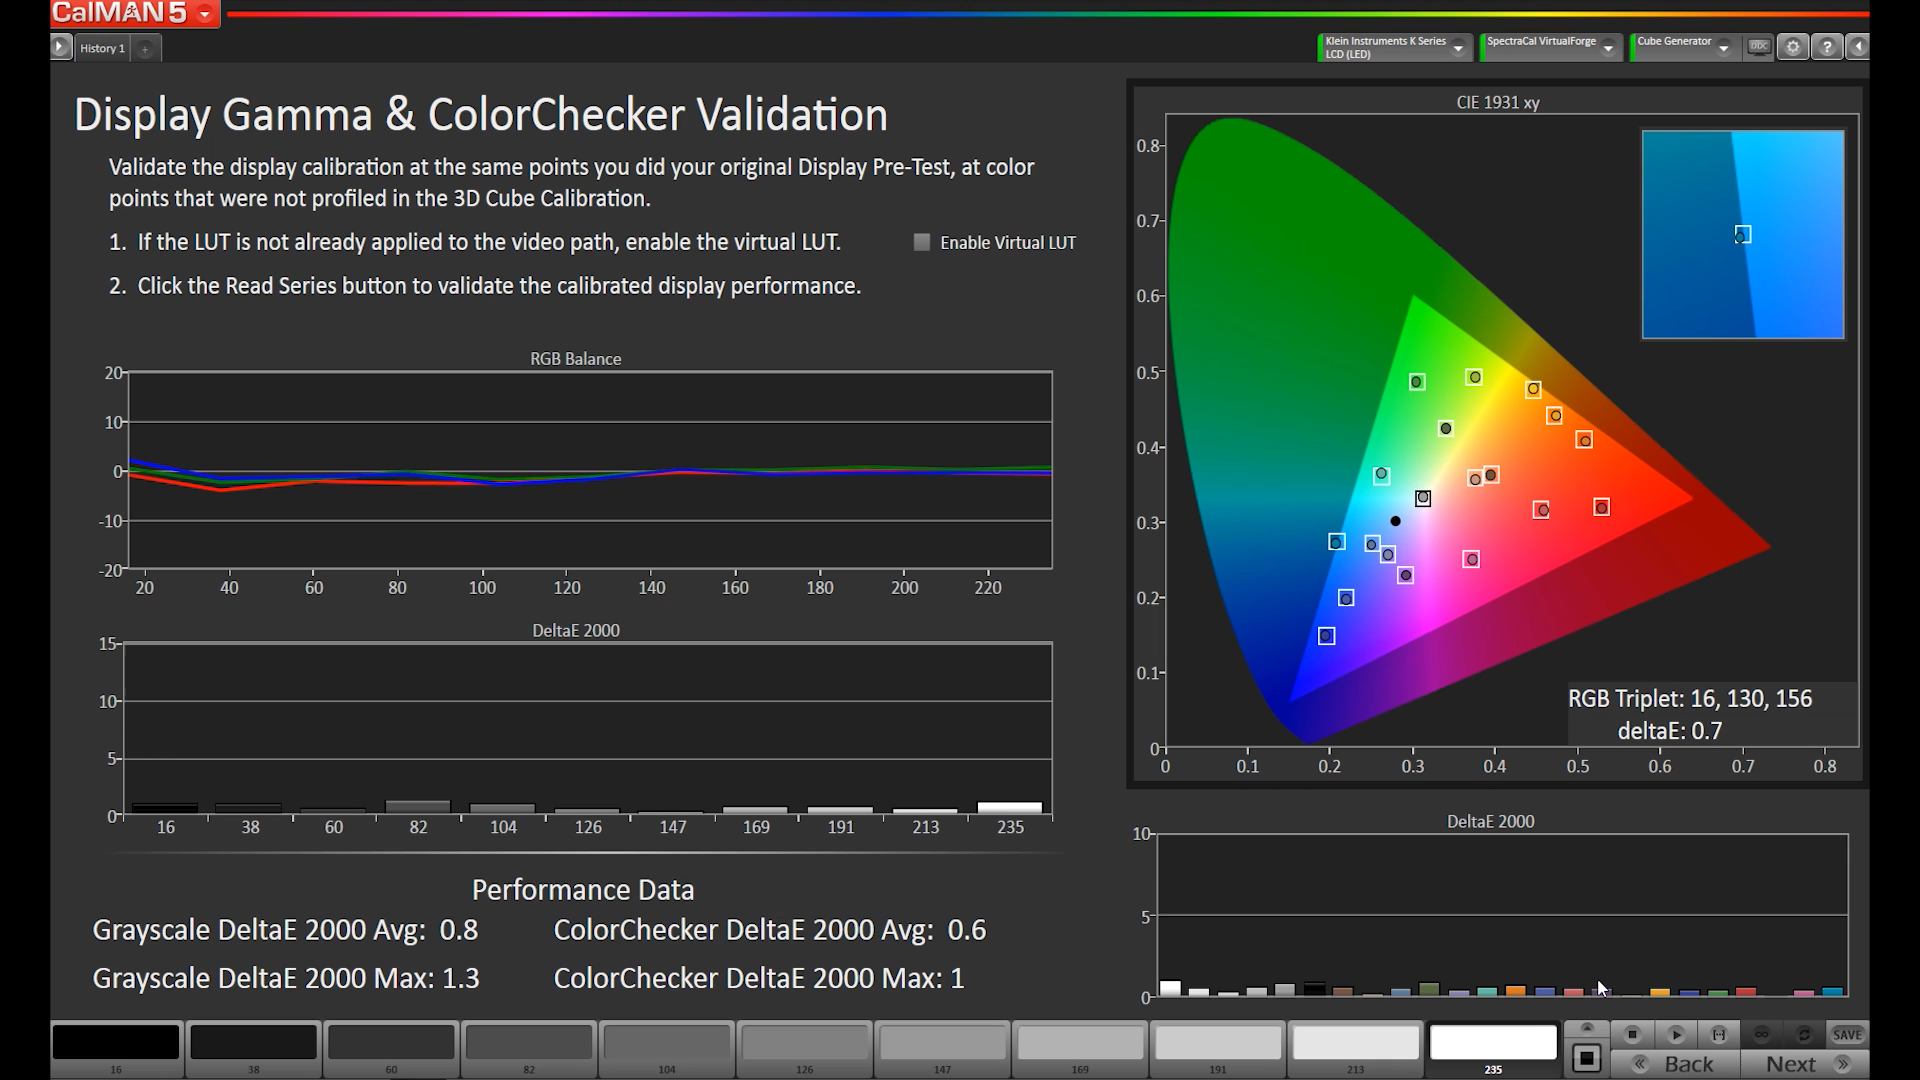 CalMAN 5
History 1
Klein Instruments K Series
LCD (LED)
SpectraCal VirtualForge
Cube Generator
DDC
?
Display Gamma & ColorChecker Validation
Validate the display calibration at the same points you did your original Display Pre-Test, at color
points that were not profiled in the 3D Cube Calibration.
1. If the LUT is not already applied to the video path, enable the virtual LUT.
Enable Virtual LUT
2. Click the Read Series button to validate the calibrated display performance.
RGB Balance
20
10
0
-10
-20
20 40 60 80 100 120 140 160 180 200 220
DeltaE 2000
15
10
5
0
16 38 60 82 104 126 147 169 191 213 235
Performance Data
Grayscale DeltaE 2000 Avg: 0.8
ColorChecker DeltaE 2000 Avg: 0.6
Grayscale DeltaE 2000 Max: 1.3
ColorChecker DeltaE 2000 Max: 1
CIE 1931 xy
0.8
0.7
0.6
0.5
0.4
0.3
0.2
0.1
0
0 0.1 0.2 0.3 0.4 0.5 0.6 0.7 0.8
RGB Triplet: 16, 130, 156
deltaE: 0.7
DeltaE 2000
10
5
0
16 38 60 82 104 126 147 169 191 213 235
SAVE
Back
Next